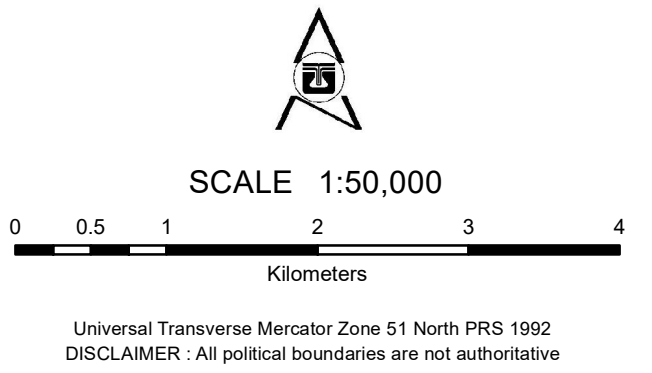 SCALE 1:50,000
0 0.5 1 2 3 4
Kilometers
Universal Transverse Mercator Zone 51 North PRS 1992
DISCLAIMER : All political boundaries are not authoritative